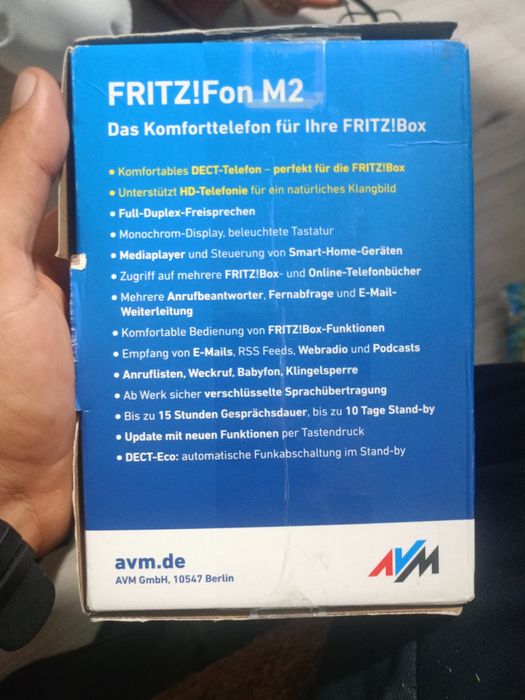 FRITZ!Fon M2
Das Komforttelefon für Ihre FRITZ!Box
• Komfortables DECT-Telefon – perfekt für die FRITZ!Box
• Unterstützt HD-Telefonie für ein natürliches Klangbild
• Full-Duplex-Freisprechen
• Monochrom-Display, beleuchtete Tastatur
• Mediaplayer und Steuerung von Smart-Home-Geräten
• Zugriff auf mehrere FRITZ!Box- und Online-Telefonbücher
• Mehrere Anrufbeantworter, Fernabfrage und E-Mail-
Weiterleitung
• Komfortable Bedienung von FRITZ!Box-Funktionen
• Empfang von E-Mails, RSS Feeds, Webradio und Podcasts
• Anruflisten, Weckruf, Babyfon, Klingelsperre
• Ab Werk sicher verschlüsselte Sprachübertragung
• Bis zu 15 Stunden Gesprächsdauer, bis zu 10 Tage Stand-by
• Update mit neuen Funktionen per Tastendruck
• DECT-Eco: automatische Funkabschaltung im Stand-by
avm.de
AVM GmbH, 10547 Berlin
AVM